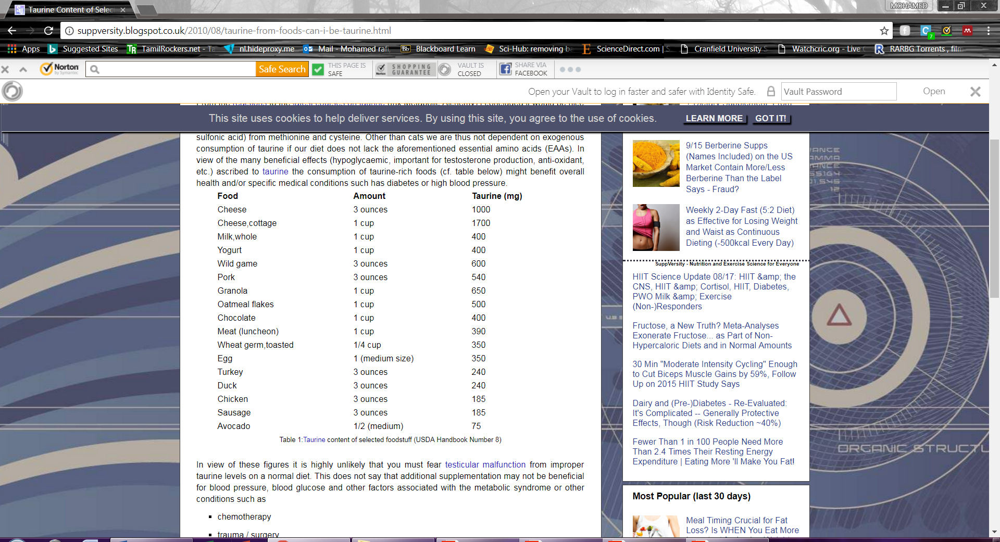 Taurine Content of Selec
MOHAMED
suppversity.blogspot.co.uk/2010/08/taurine-from-foods-can-i-be-taurine.html
Apps Suggested Sites TamilRockers.net - Ta nl.hideproxy.me Mail - Mohamed rafi Blackboard Learn Sci-Hub: removing ba ScienceDirect.com | S Cranfield University S Watchcric.org - Live RARBG Torrents , film
Norton by Symantec Safe Search THIS PAGE IS SAFE Norton SHOPPING GUARANTEE VAULT IS CLOSED SHARE VIA FACEBOOK
Open your Vault to log in faster and safer with Identity Safe. Vault Password Open
This site uses cookies to help deliver services. By using this site, you agree to the use of cookies. LEARN MORE GOT IT!
sulfonic acid) from methionine and cysteine. Other than cats we are thus not dependent on exogenous
consumption of taurine if our diet does not lack the aforementioned essential amino acids (EAAs). In
view of the many beneficial effects (hypoglycaemic, important for testosterone production, anti-oxidant,
etc.) ascribed to taurine the consumption of taurine-rich foods (cf. table below) might benefit overall
health and/or specific medical conditions such has diabetes or high blood pressure.
Food Amount Taurine (mg)
Cheese 3 ounces 1000
Cheese,cottage 1 cup 1700
Milk,whole 1 cup 400
Yogurt 1 cup 400
Wild game 3 ounces 600
Pork 3 ounces 540
Granola 1 cup 650
Oatmeal flakes 1 cup 500
Chocolate 1 cup 400
Meat (luncheon) 1 cup 390
Wheat germ,toasted 1/4 cup 350
Egg 1 (medium size) 350
Turkey 3 ounces 240
Duck 3 ounces 240
Chicken 3 ounces 185
Sausage 3 ounces 185
Avocado 1/2 (medium) 75
Table 1:Taurine content of selected foodstuff (USDA Handbook Number 8)
In view of these figures it is highly unlikely that you must fear testicular malfunction from improper
taurine levels on a normal diet. This does not say that additional supplementation may not be beneficial
for blood pressure, blood glucose and other factors associated with the metabolic syndrome or other
conditions such as
chemotherapy
trauma / surgery
9/15 Berberine Supps
(Names Included) on the US
Market Contain More/Less
Berberine Than the Label
Says - Fraud?
Weekly 2-Day Fast (5:2 Diet)
as Effective for Losing Weight
and Waist as Continuous
Dieting (-500kcal Every Day)
SuppVersity - Nutrition and Exercise Science for Everyone
HIIT Science Update 08/17: HIIT &amp; the
CNS, HIIT &amp; Cortisol, HIIT, Diabetes,
PWO Milk &amp; Exercise
(Non-)Responders
Fructose, a New Truth? Meta-Analyses
Exonerate Fructose... as Part of Non-
Hypercaloric Diets and in Normal Amounts
30 Min "Moderate Intensity Cycling" Enough
to Cut Biceps Muscle Gains by 59%, Follow
Up on 2015 HIIT Study Says
Dairy and (Pre-)Diabetes - Re-Evaluated:
It's Complicated -- Generally Protective
Effects, Though (Risk Reduction ~40%)
Fewer Than 1 in 100 People Need More
Than 2.4 Times Their Resting Energy
Expenditure | Eating More 'll Make You Fat!
Most Popular (last 30 days)
Meal Timing Crucial for Fat
Loss? Is WHEN You Eat More
ORGANIC STRUCTU